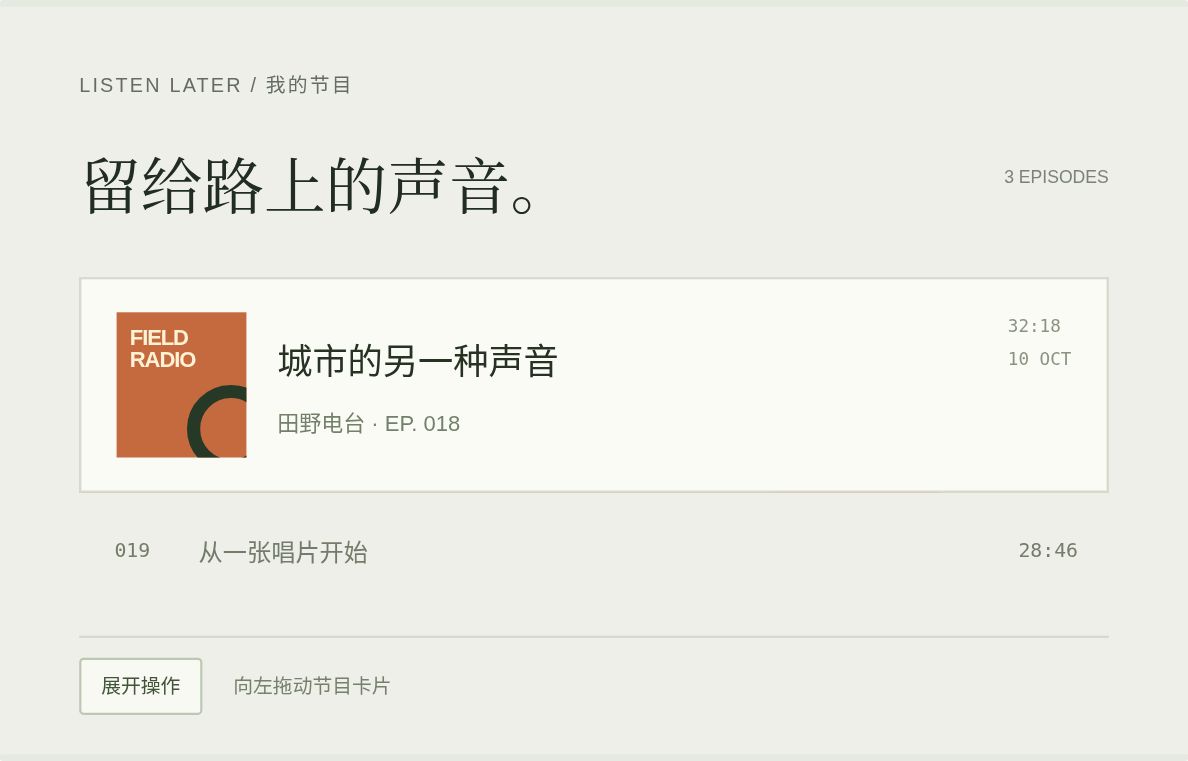 LISTEN LATER / 我的节目
留给路上的声音。
3 EPISODES
FIELD
RADIO
城市的另一种声音
田野电台 · EP. 018
32:18
10 OCT
019 从一张唱片开始 28:46
展开操作 向左拖动节目卡片